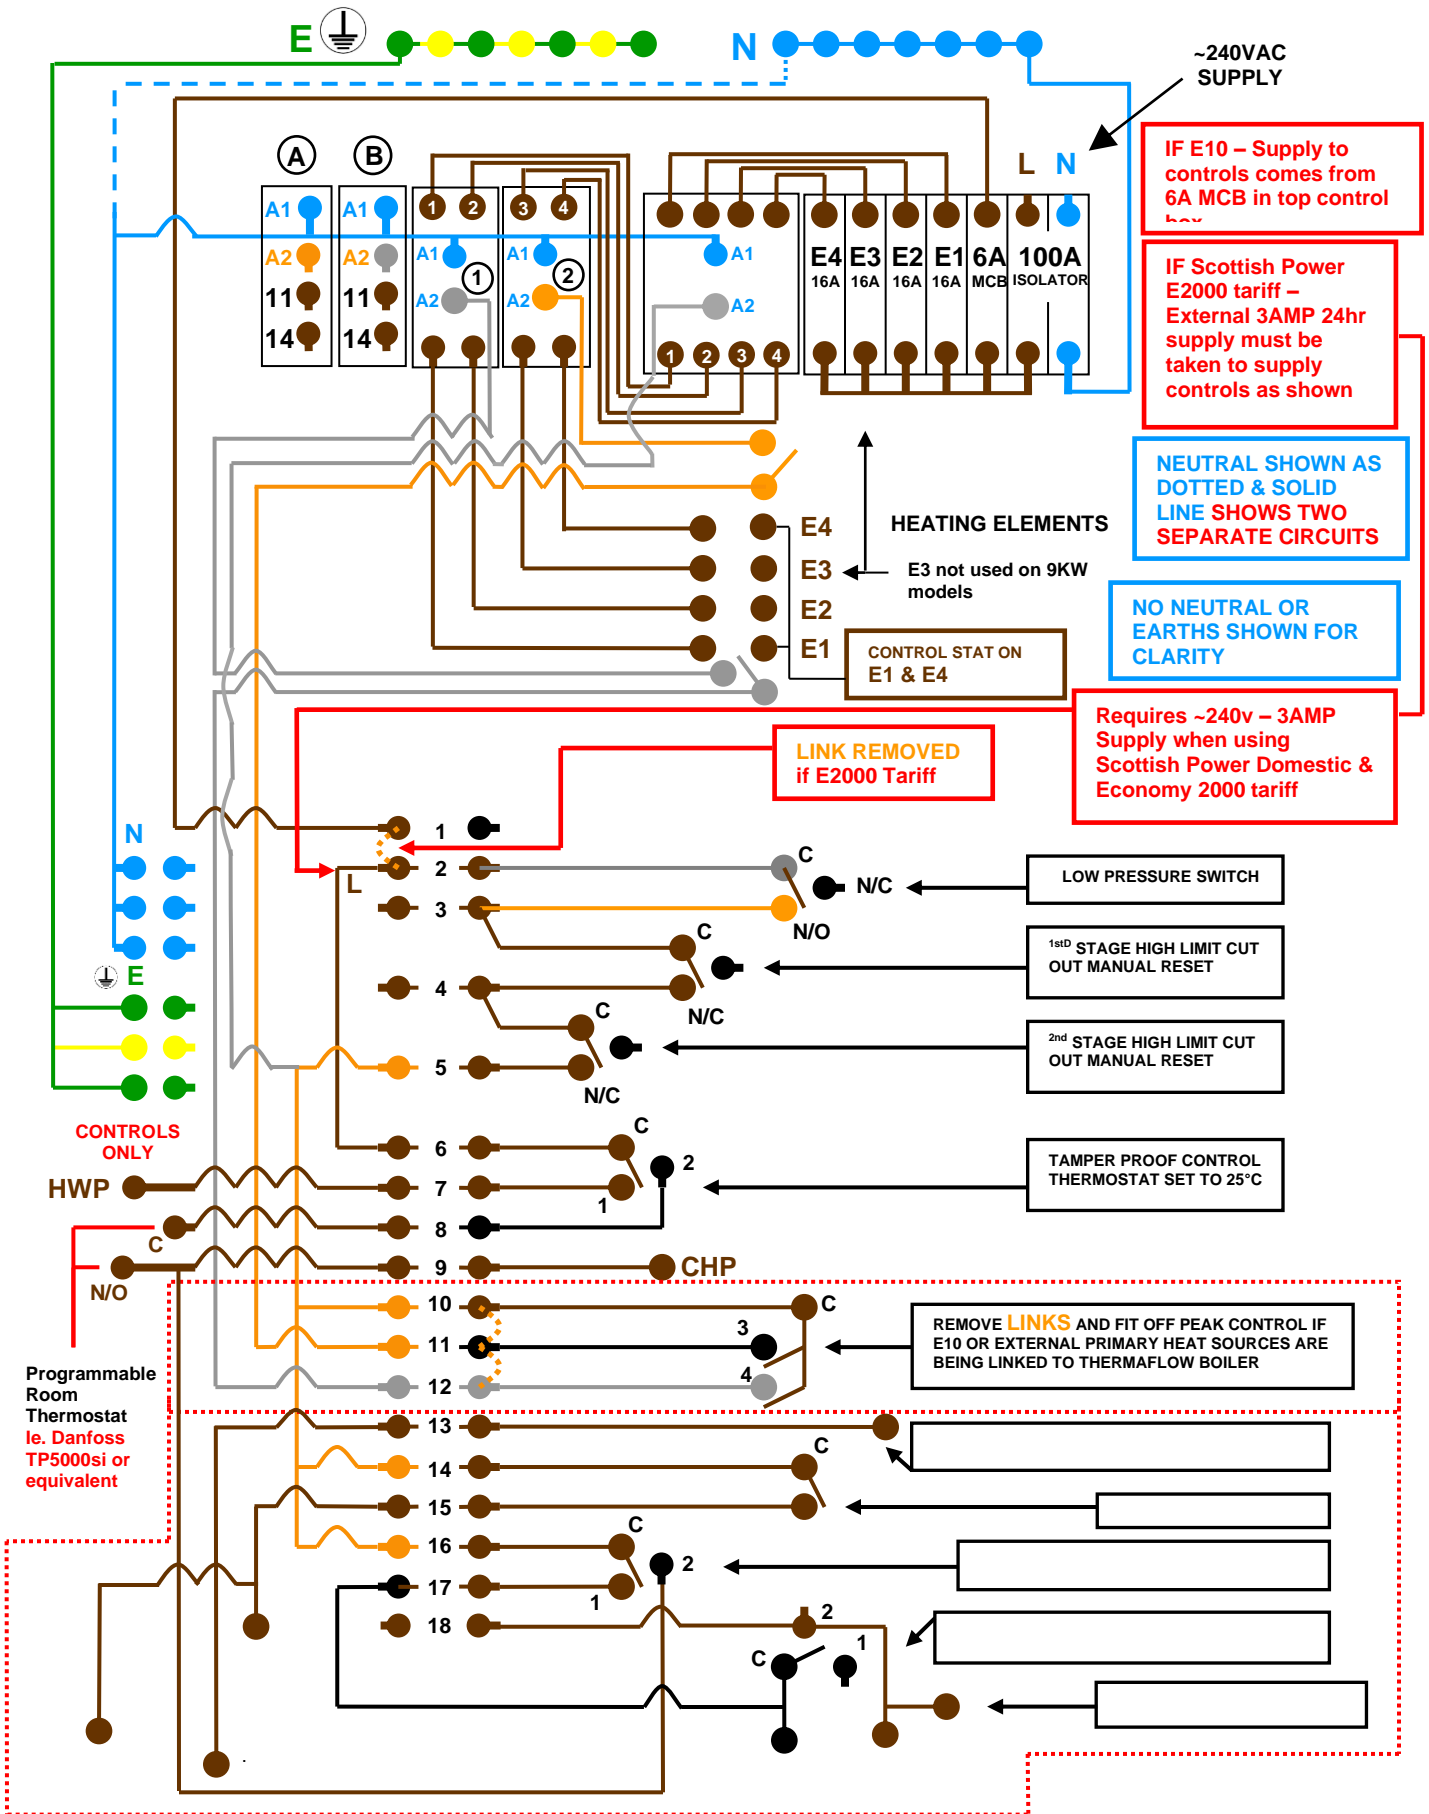 E
N
~240VAC
SUPPLY
IF E10 – Supply to
controls comes from
6A MCB in top control
A
B
L N
A1
A1
1 2
3 4
A2
A2
A1
A1
A1
E4 E3 E2 E1 6A 100A
16A 16A 16A 16A MCB ISOLATOR
1
2
A2
A2
A2
11
11
14
14
1 2 3 4
IF Scottish Power
E2000 tariff –
External 3AMP 24hr
supply must be
taken to supply
controls as shown
NEUTRAL SHOWN AS
DOTTED & SOLID
LINE SHOWS TWO
SEPARATE CIRCUITS
E4
HEATING ELEMENTS
E3
E3 not used on 9KW
models
E2
E1
NO NEUTRAL OR
EARTHS SHOWN FOR
CLARITY
CONTROL STAT ON
E1 & E4
Requires ~240v – 3AMP
Supply when using
Scottish Power Domestic &
Economy 2000 tariff
LINK REMOVED
if E2000 Tariff
N
1
2
L
C
N/C
LOW PRESSURE SWITCH
3
N/O
C
1stD STAGE HIGH LIMIT CUT
OUT MANUAL RESET
E
4
N/C
C
2nd STAGE HIGH LIMIT CUT
OUT MANUAL RESET
5
N/C
CONTROLS
ONLY
6
C
2
TAMPER PROOF CONTROL
THERMOSTAT SET TO 25°C
HWP
7
1
8
C
9
CHP
N/O
10
C
11
3
REMOVE LINKS AND FIT OFF PEAK CONTROL IF
E10 OR EXTERNAL PRIMARY HEAT SOURCES ARE
BEING LINKED TO THERMAFLOW BOILER
12
4
Programmable
Room
Thermostat
Ie. Danfoss
TP5000si or
equivalent
13
14
C
15
16
C
2
17
1
18
2
C
1